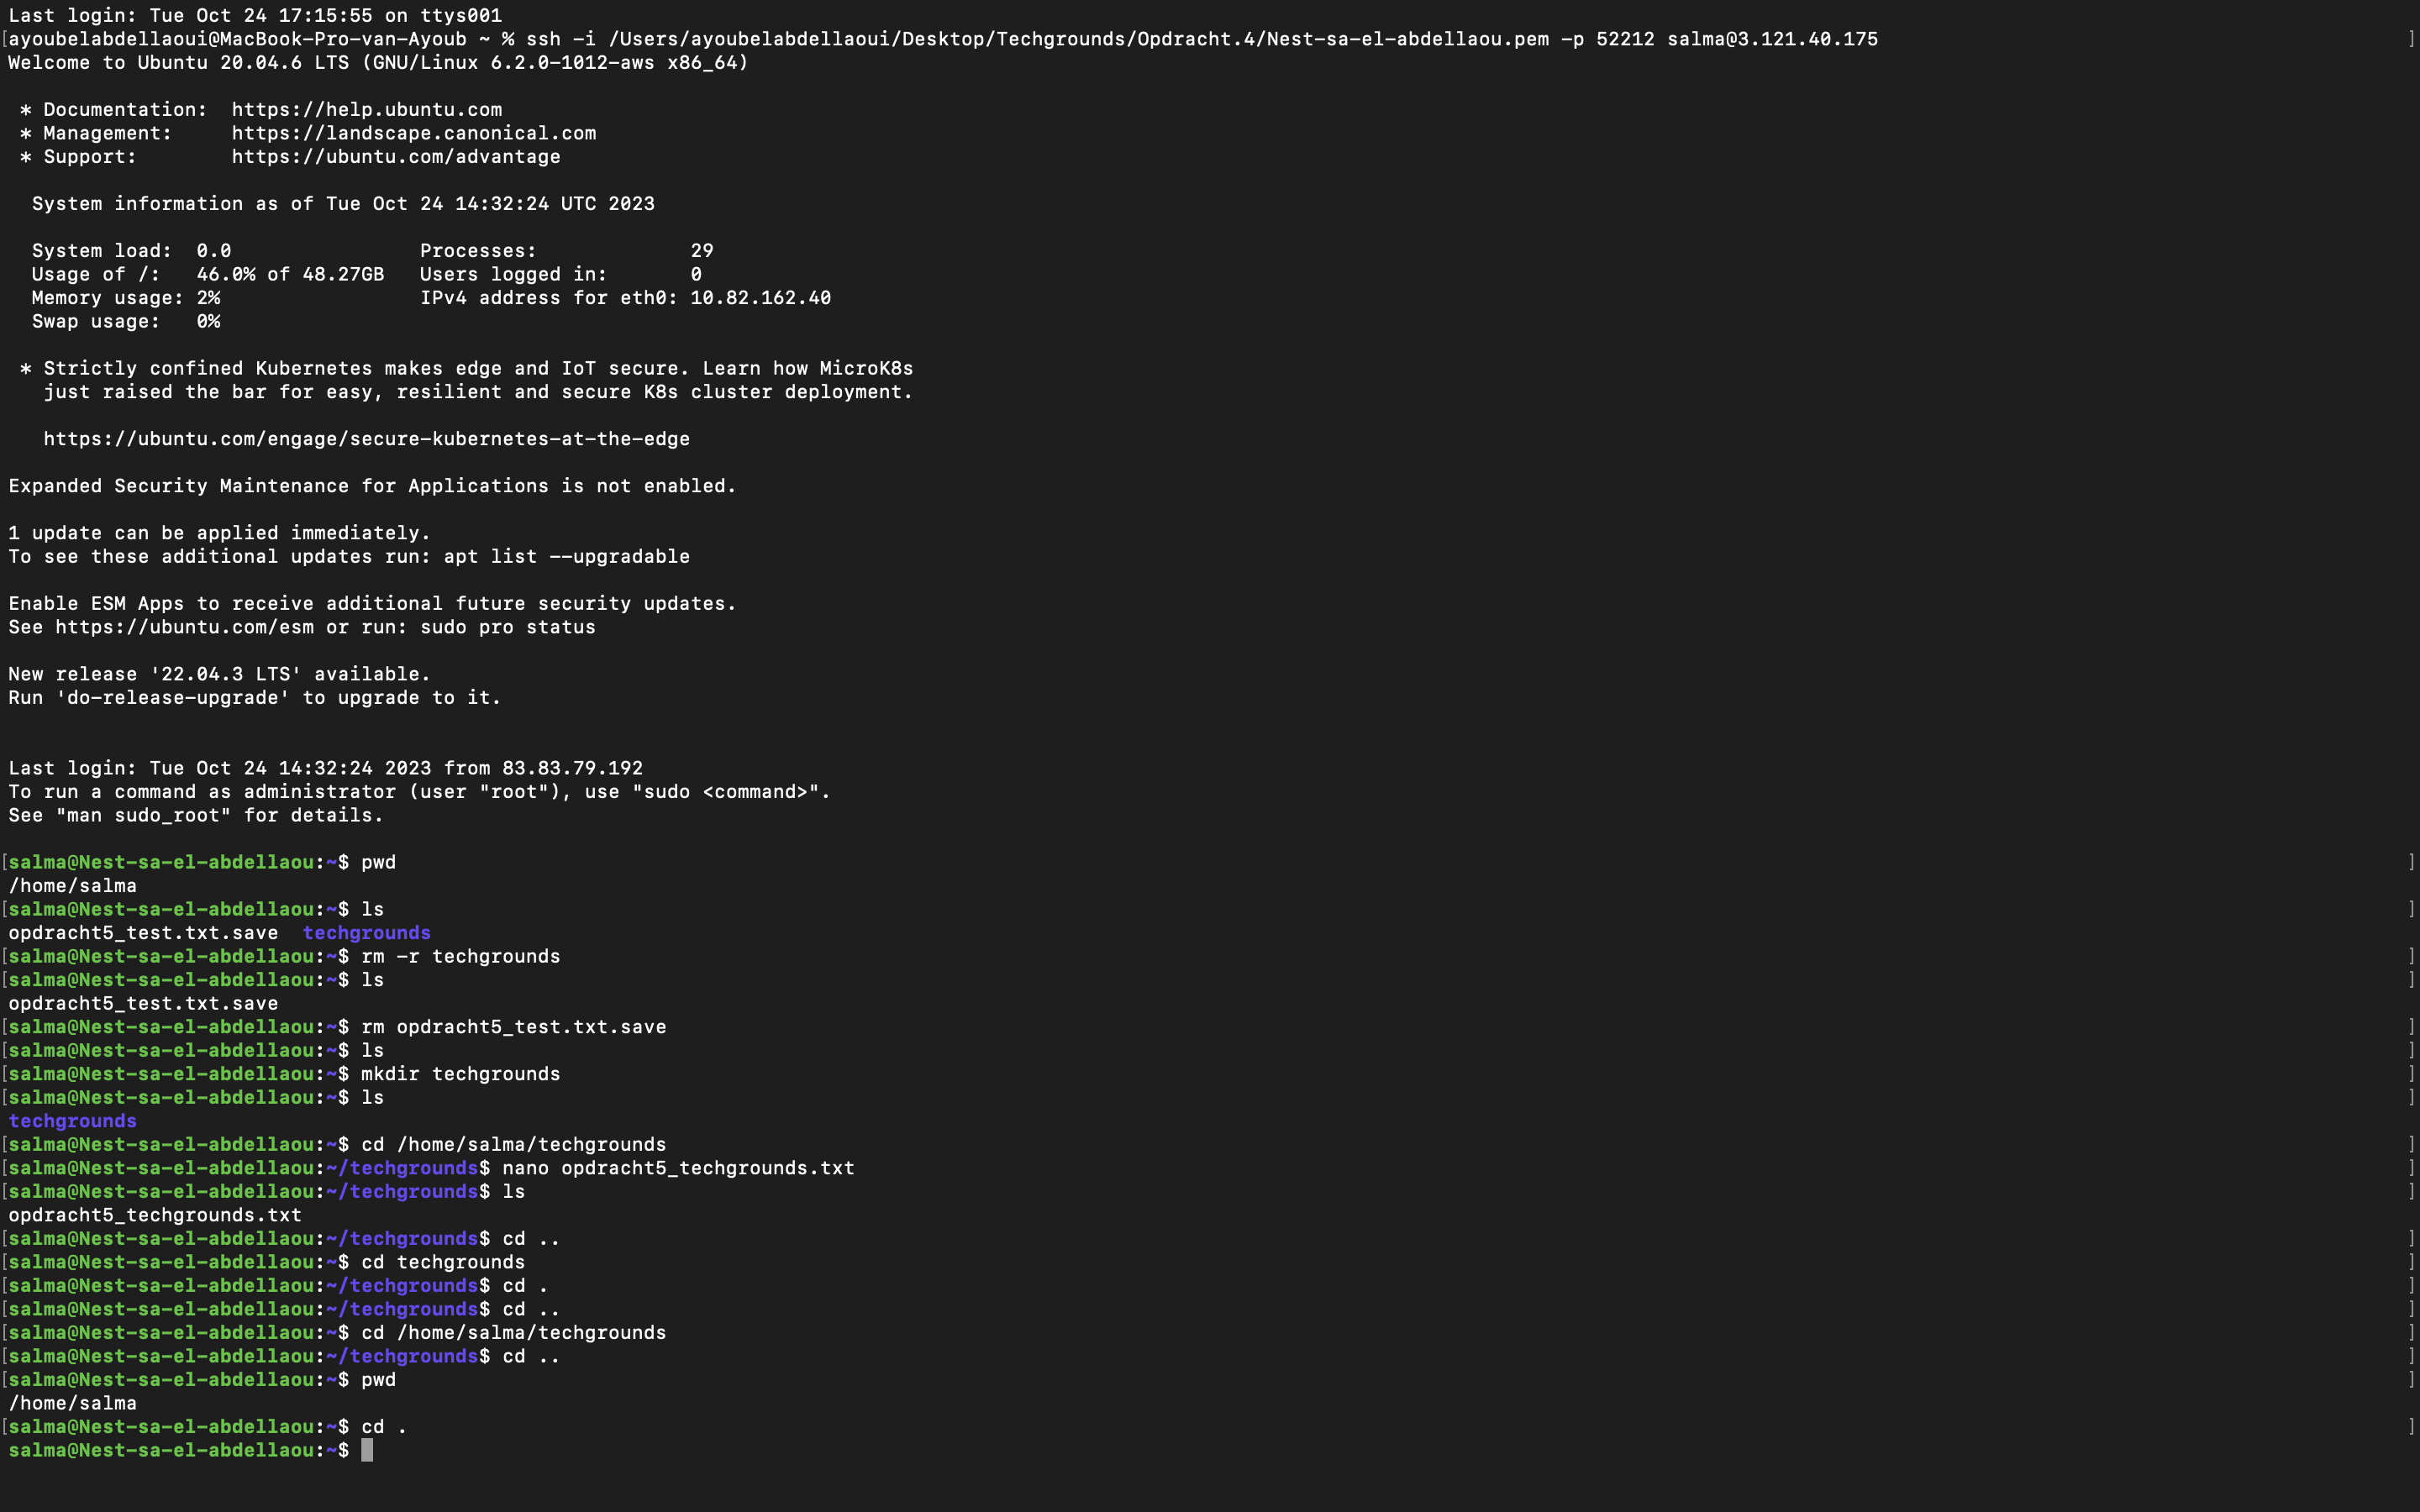 Last login: Tue Oct 24 17:15:55 on ttys001
[ayoubelabdellaoui@MacBook-Pro-van-Ayoub ~ % ssh -i /Users/ayoubelabdellaoui/Desktop/Techgrounds/Opdracht.4/Nest-sa-el-abdellaou.pem -p 52212 salma@3.121.40.175 ]
Welcome to Ubuntu 20.04.6 LTS (GNU/Linux 6.2.0-1012-aws x86_64)
* Documentation:  https://help.ubuntu.com
* Management:     https://landscape.canonical.com
* Support:        https://ubuntu.com/advantage
System information as of Tue Oct 24 14:32:24 UTC 2023
System load:  0.0                Processes:             29
Usage of /:   46.0% of 48.27GB   Users logged in:       0
Memory usage: 2%                 IPv4 address for eth0: 10.82.162.40
Swap usage:   0%
* Strictly confined Kubernetes makes edge and IoT secure. Learn how MicroK8s
just raised the bar for easy, resilient and secure K8s cluster deployment.
https://ubuntu.com/engage/secure-kubernetes-at-the-edge
Expanded Security Maintenance for Applications is not enabled.
1 update can be applied immediately.
To see these additional updates run: apt list --upgradable
Enable ESM Apps to receive additional future security updates.
See https://ubuntu.com/esm or run: sudo pro status
New release '22.04.3 LTS' available.
Run 'do-release-upgrade' to upgrade to it.
Last login: Tue Oct 24 14:32:24 2023 from 83.83.79.192
To run a command as administrator (user "root"), use "sudo <command>".
See "man sudo_root" for details.
[salma@Nest-sa-el-abdellaou:~$ pwd ]
/home/salma
[salma@Nest-sa-el-abdellaou:~$ ls ]
opdracht5_test.txt.save  techgrounds
[salma@Nest-sa-el-abdellaou:~$ rm -r techgrounds ]
[salma@Nest-sa-el-abdellaou:~$ ls ]
opdracht5_test.txt.save
[salma@Nest-sa-el-abdellaou:~$ rm opdracht5_test.txt.save ]
[salma@Nest-sa-el-abdellaou:~$ ls ]
[salma@Nest-sa-el-abdellaou:~$ mkdir techgrounds ]
[salma@Nest-sa-el-abdellaou:~$ ls ]
techgrounds
[salma@Nest-sa-el-abdellaou:~$ cd /home/salma/techgrounds ]
[salma@Nest-sa-el-abdellaou:~/techgrounds$ nano opdracht5_techgrounds.txt ]
[salma@Nest-sa-el-abdellaou:~/techgrounds$ ls ]
opdracht5_techgrounds.txt
[salma@Nest-sa-el-abdellaou:~/techgrounds$ cd .. ]
[salma@Nest-sa-el-abdellaou:~$ cd techgrounds ]
[salma@Nest-sa-el-abdellaou:~/techgrounds$ cd . ]
[salma@Nest-sa-el-abdellaou:~/techgrounds$ cd .. ]
[salma@Nest-sa-el-abdellaou:~$ cd /home/salma/techgrounds ]
[salma@Nest-sa-el-abdellaou:~/techgrounds$ cd .. ]
[salma@Nest-sa-el-abdellaou:~$ pwd ]
/home/salma
[salma@Nest-sa-el-abdellaou:~$ cd . ]
salma@Nest-sa-el-abdellaou:~$